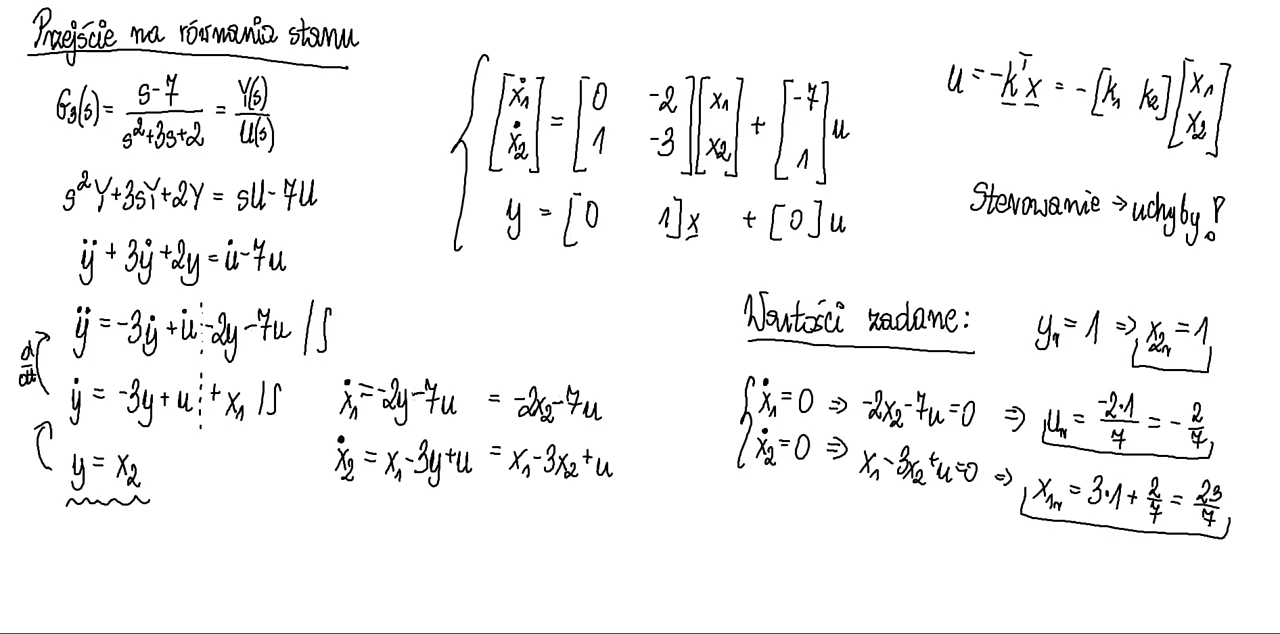 Przejście na równania stanu
G₃(s) = (s-7)/(s²+3s+2) = Y(s)/U(s)
s²Y+3sY+2Y = sU-7U
ÿ + 3ẏ + 2y = u̇ - 7u
ÿ = -3ẏ + u̇ ¦ -2y - 7u / ∫
d/dt
ẏ = -3y + u ¦ + x₁ / ∫
y = x₂
ẋ₁ = -2y - 7u = -2x₂ - 7u
ẋ₂ = x₁ - 3y + u = x₁ - 3x₂ + u
{ [ẋ₁ ẋ₂] = [0 -2; 1 -3][x₁ x₂] + [-7 1] u
y = [0 1] x + [0] u
u = -kᵀx = -[k₁ k₂][x₁ x₂]
Sterowanie → uchyby?
Wartości zadane:
yᵣ = 1 ⇒ x₂ᵣ = 1
{ ẋ₁ = 0 ⇒ -2x₂ - 7u = 0 ⇒ uᵣ = (-2·1)/7 = -2/7
ẋ₂ = 0 ⇒ x₁ - 3x₂ + u = 0 ⇒ x₁ᵣ = 3·1 + 2/7 = 23/7